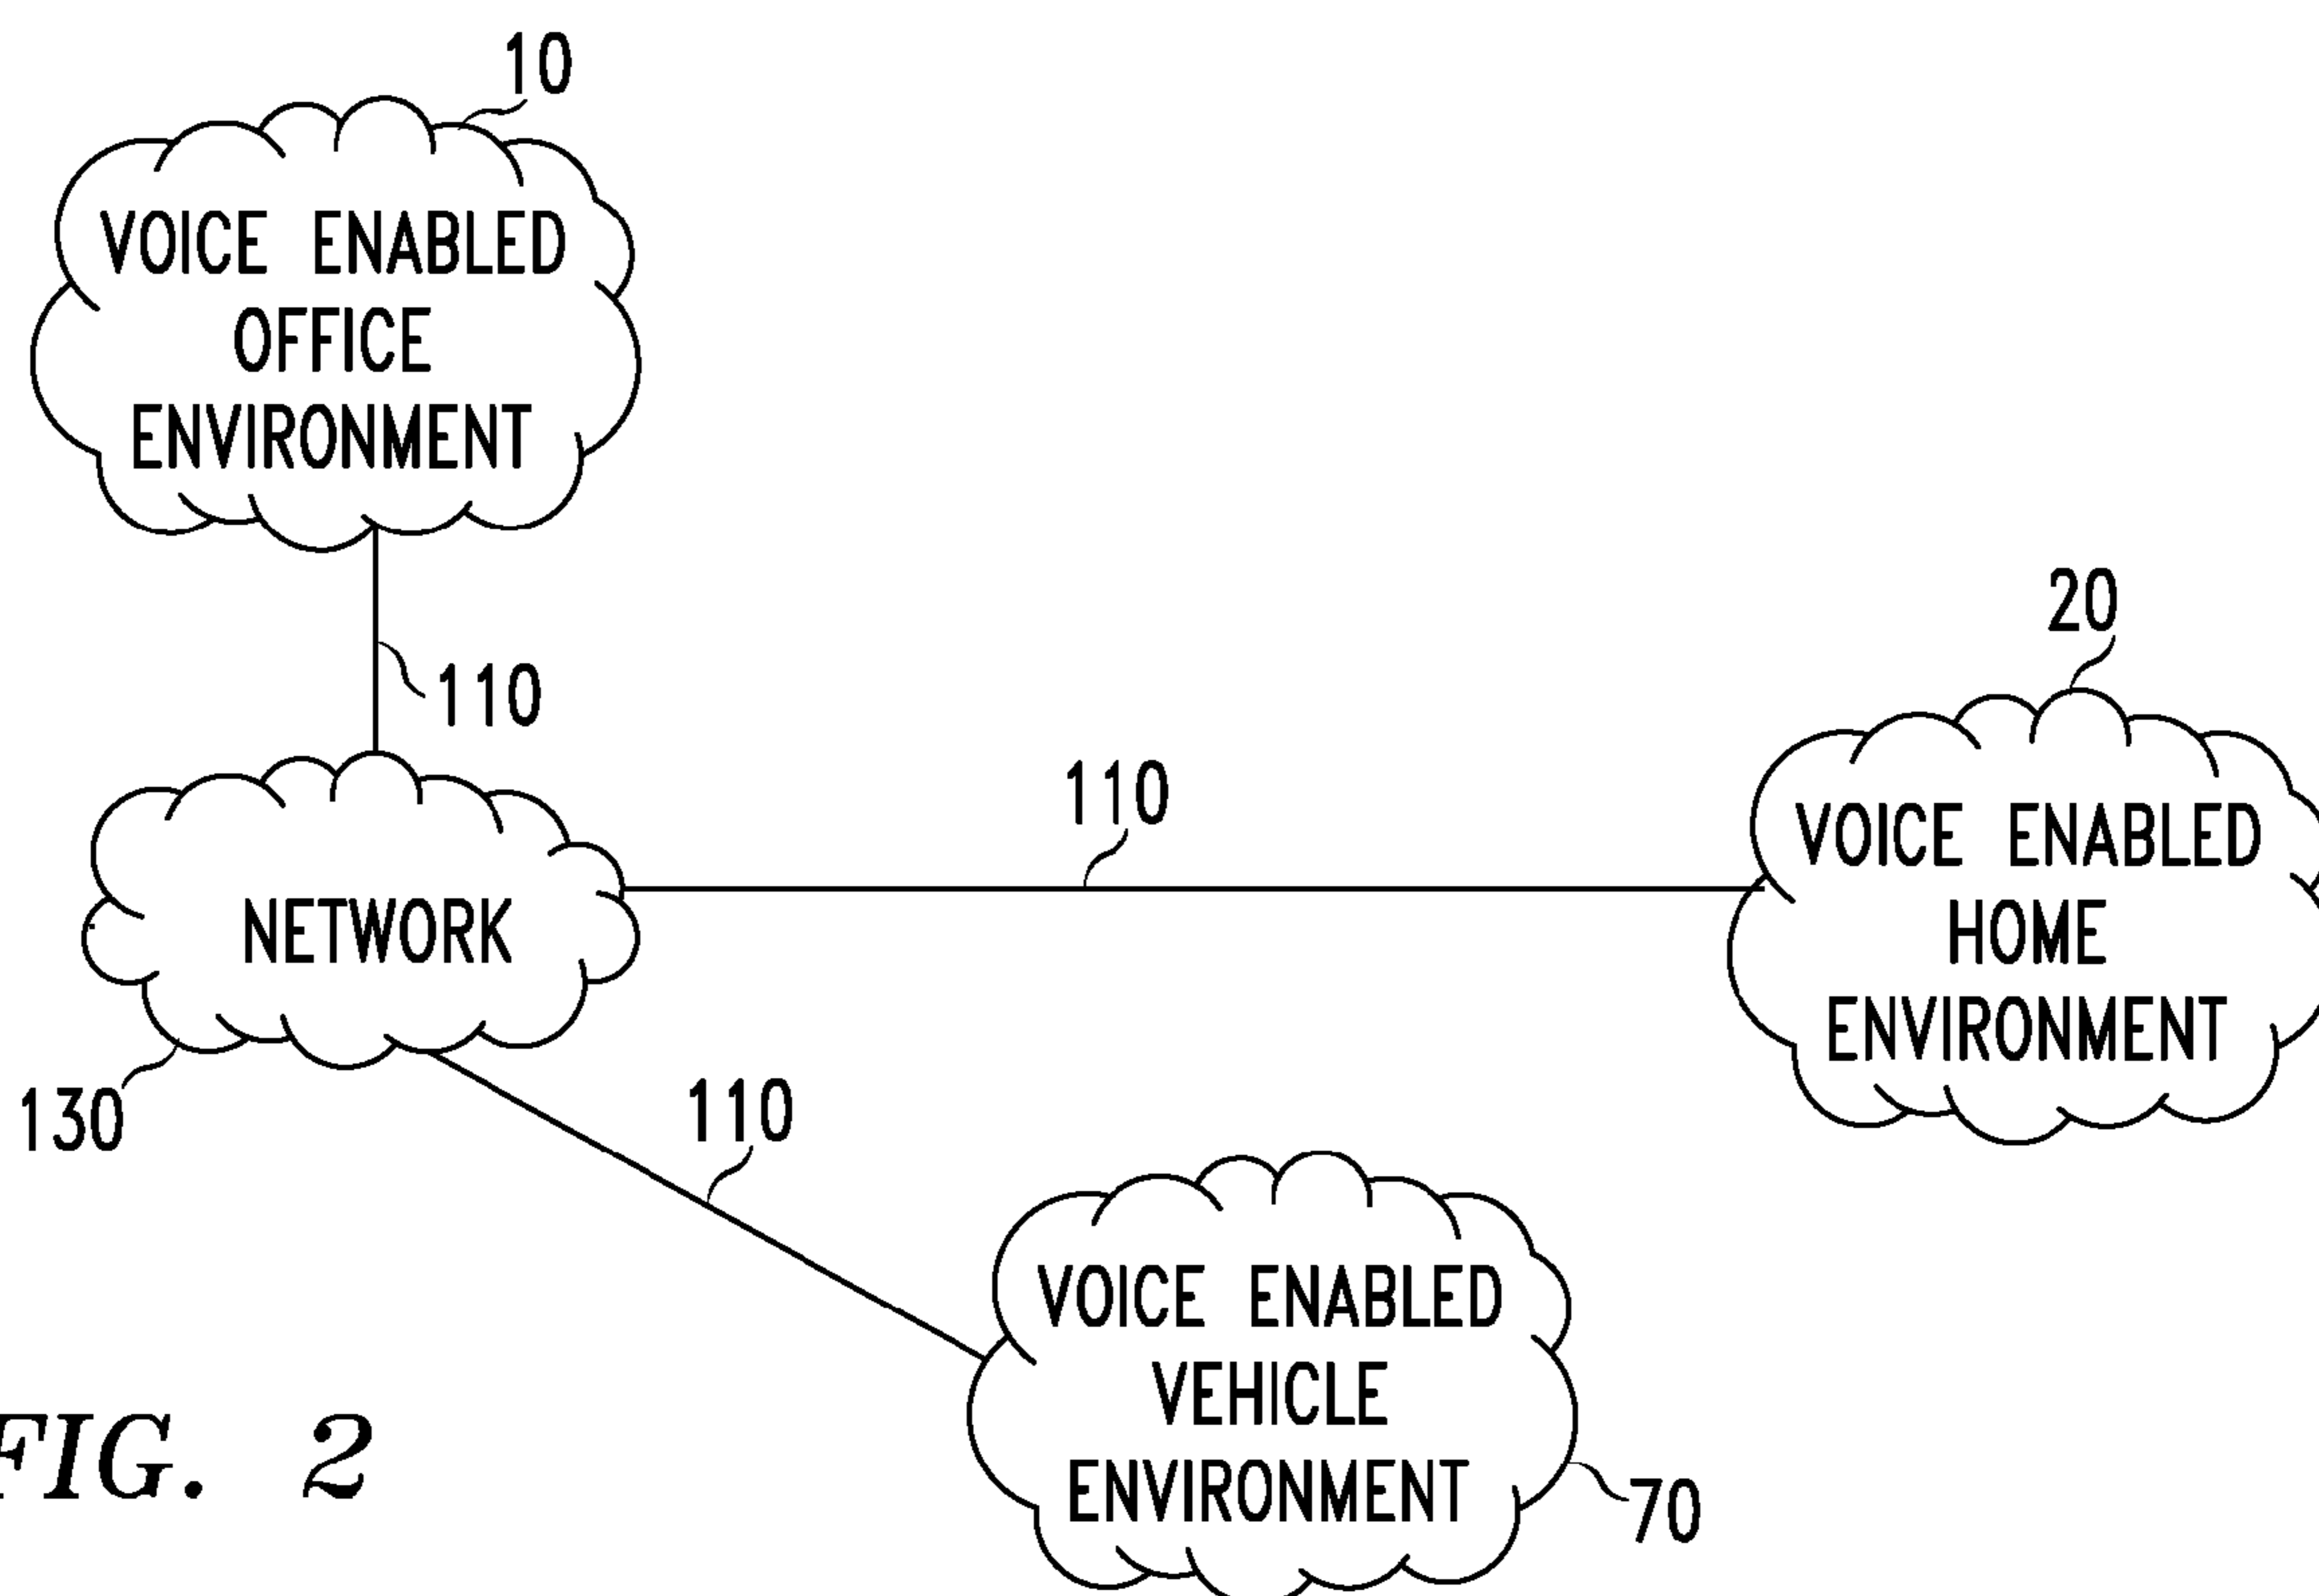 10
VOICE ENABLED
OFFICE
ENVIRONMENT
110
20
110
VOICE ENABLED
HOME
ENVIRONMENT
NETWORK
130
110
VOICE ENABLED
VEHICLE
ENVIRONMENT
70
FIG. 2